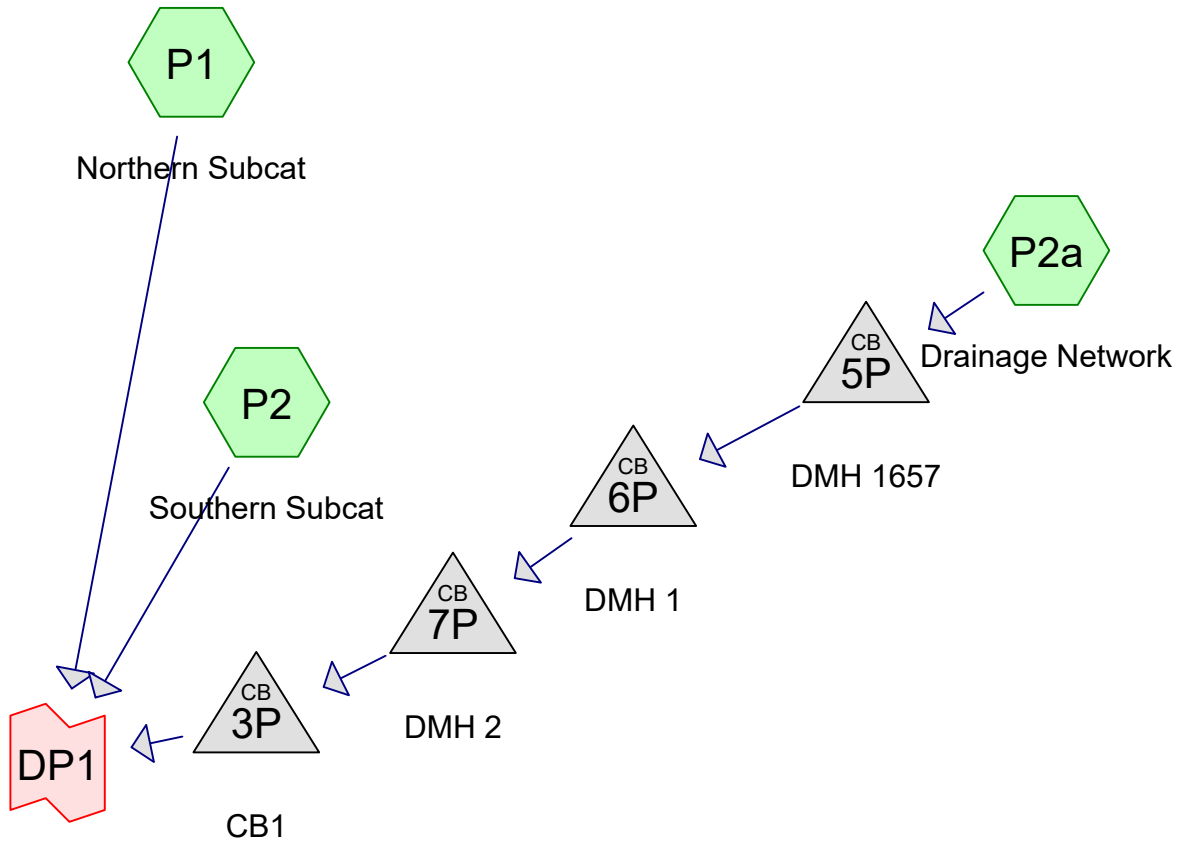 P1
Northern Subcat
P2a
Drainage Network
CB
5P
DMH 1657
P2
Southern Subcat
CB
6P
DMH 1
CB
7P
DMH 2
CB
3P
CB1
DP1